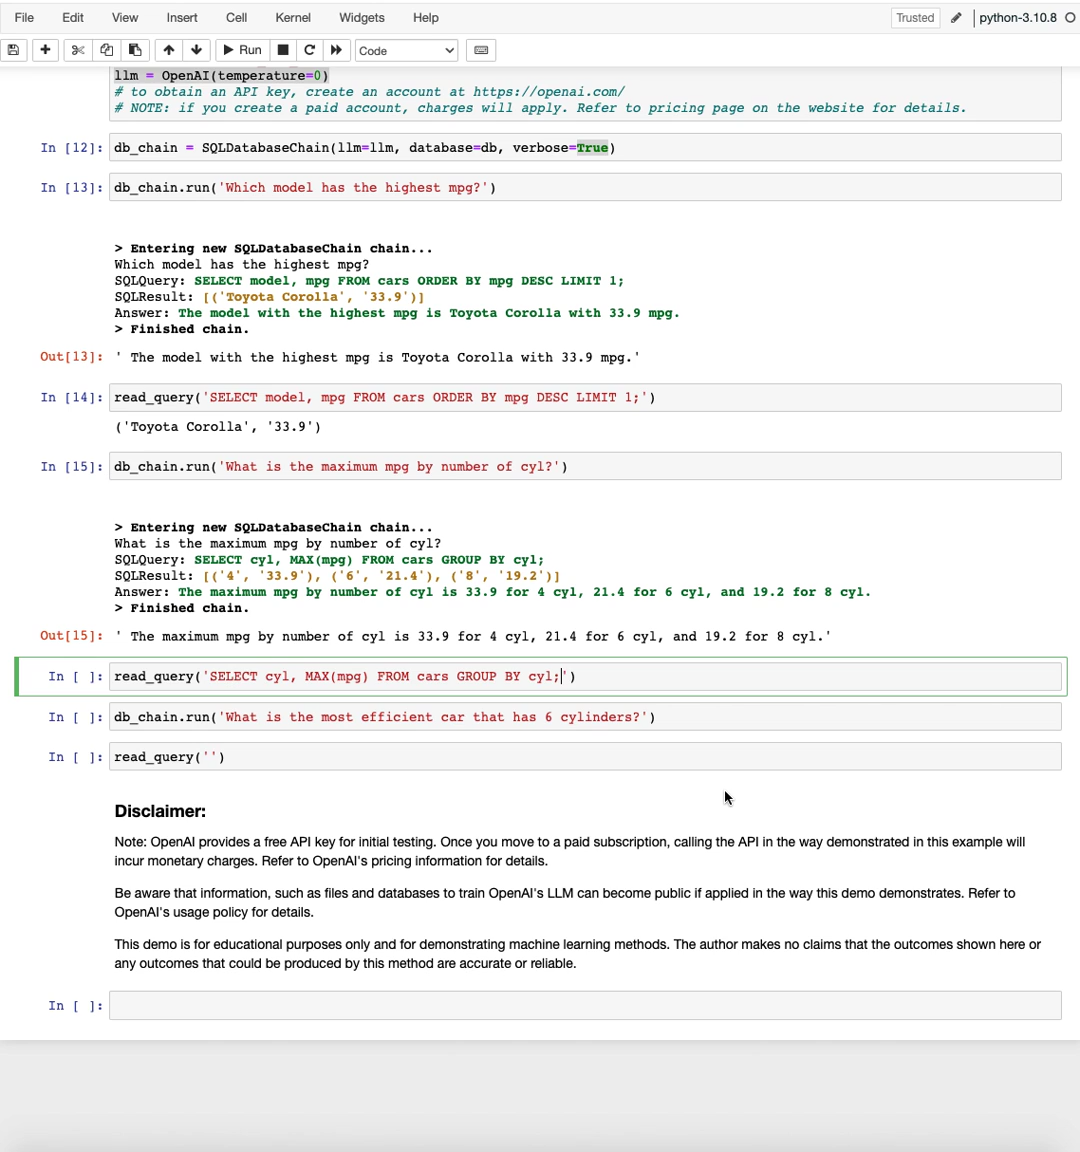 File Edit View Insert Cell Kernel Widgets Help Trusted python-3.10.8
Run Code
llm = OpenAI(temperature=0)
# to obtain an API key, create an account at https://openai.com/
# NOTE: if you create a paid account, charges will apply. Refer to pricing page on the website for details.
In [12]: db_chain = SQLDatabaseChain(llm=llm, database=db, verbose=True)
In [13]: db_chain.run('Which model has the highest mpg?')
> Entering new SQLDatabaseChain chain...
Which model has the highest mpg?
SQLQuery: SELECT model, mpg FROM cars ORDER BY mpg DESC LIMIT 1;
SQLResult: [('Toyota Corolla', '33.9')]
Answer: The model with the highest mpg is Toyota Corolla with 33.9 mpg.
> Finished chain.
Out[13]: ' The model with the highest mpg is Toyota Corolla with 33.9 mpg.'
In [14]: read_query('SELECT model, mpg FROM cars ORDER BY mpg DESC LIMIT 1;')
('Toyota Corolla', '33.9')
In [15]: db_chain.run('What is the maximum mpg by number of cyl?')
> Entering new SQLDatabaseChain chain...
What is the maximum mpg by number of cyl?
SQLQuery: SELECT cyl, MAX(mpg) FROM cars GROUP BY cyl;
SQLResult: [('4', '33.9'), ('6', '21.4'), ('8', '19.2')]
Answer: The maximum mpg by number of cyl is 33.9 for 4 cyl, 21.4 for 6 cyl, and 19.2 for 8 cyl.
> Finished chain.
Out[15]: ' The maximum mpg by number of cyl is 33.9 for 4 cyl, 21.4 for 6 cyl, and 19.2 for 8 cyl.'
In [ ]: read_query('SELECT cyl, MAX(mpg) FROM cars GROUP BY cyl;')
In [ ]: db_chain.run('What is the most efficient car that has 6 cylinders?')
In [ ]: read_query('')
Disclaimer:
Note: OpenAI provides a free API key for initial testing. Once you move to a paid subscription, calling the API in the way demonstrated in this example will
incur monetary charges. Refer to OpenAI's pricing information for details.
Be aware that information, such as files and databases to train OpenAI's LLM can become public if applied in the way this demo demonstrates. Refer to
OpenAI's usage policy for details.
This demo is for educational purposes only and for demonstrating machine learning methods. The author makes no claims that the outcomes shown here or
any outcomes that could be produced by this method are accurate or reliable.
In [ ]: